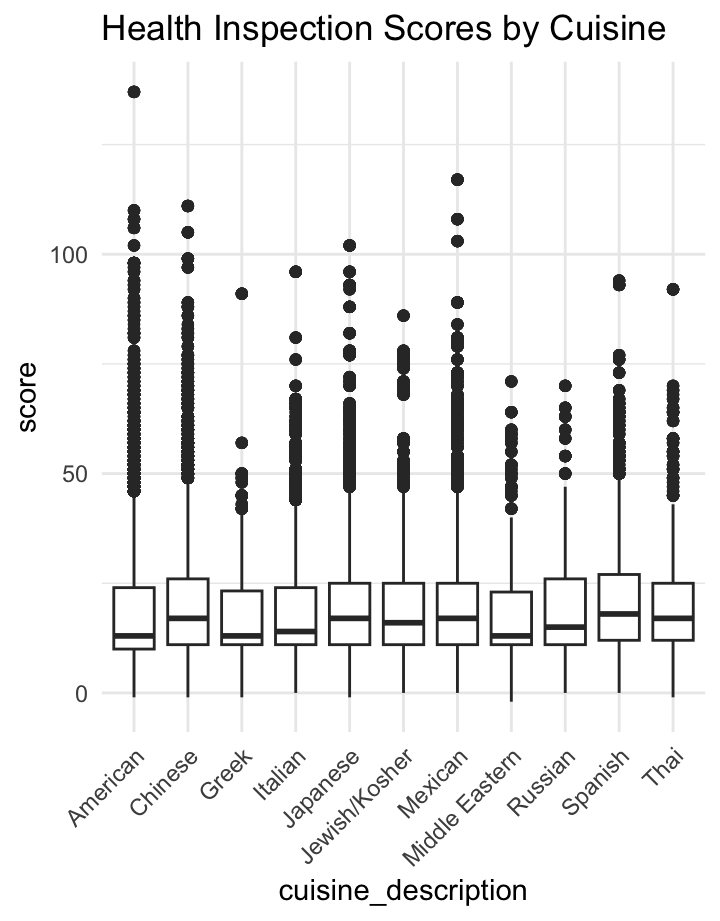 Health Inspection Scores by Cuisine
score
100
50
0
American
Chinese
Greek
Italian
Japanese
Jewish/Kosher
Mexican
Middle Eastern
Russian
Spanish
Thai
cuisine_description